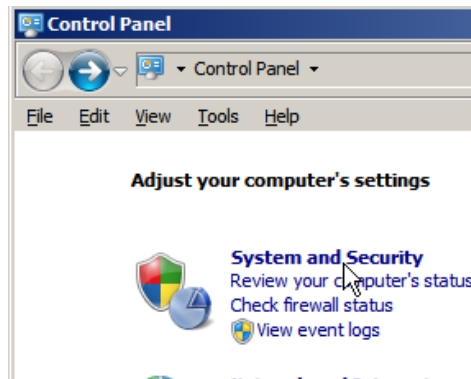 Control Panel
Control Panel
File Edit View Tools Help
Adjust your computer's settings
System and Security
Review your computer's status
Check firewall status
View event logs